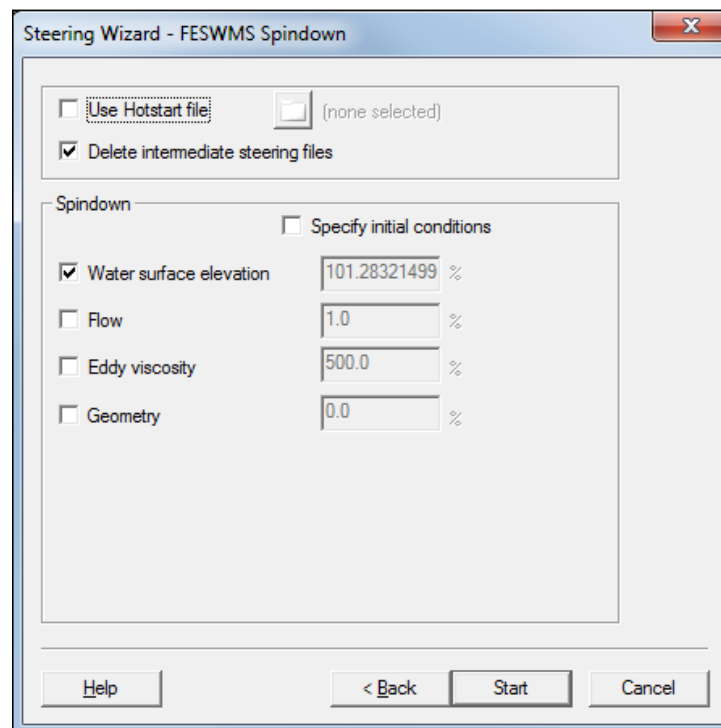 Steering Wizard - FESWMS Spindown
Use Hotstart file (none selected)
Delete intermediate steering files
Spindown
Specify initial conditions
Water surface elevation 101.28321499 %
Flow 1.0 %
Eddy viscosity 500.0 %
Geometry 0.0 %
Help < Back Start Cancel